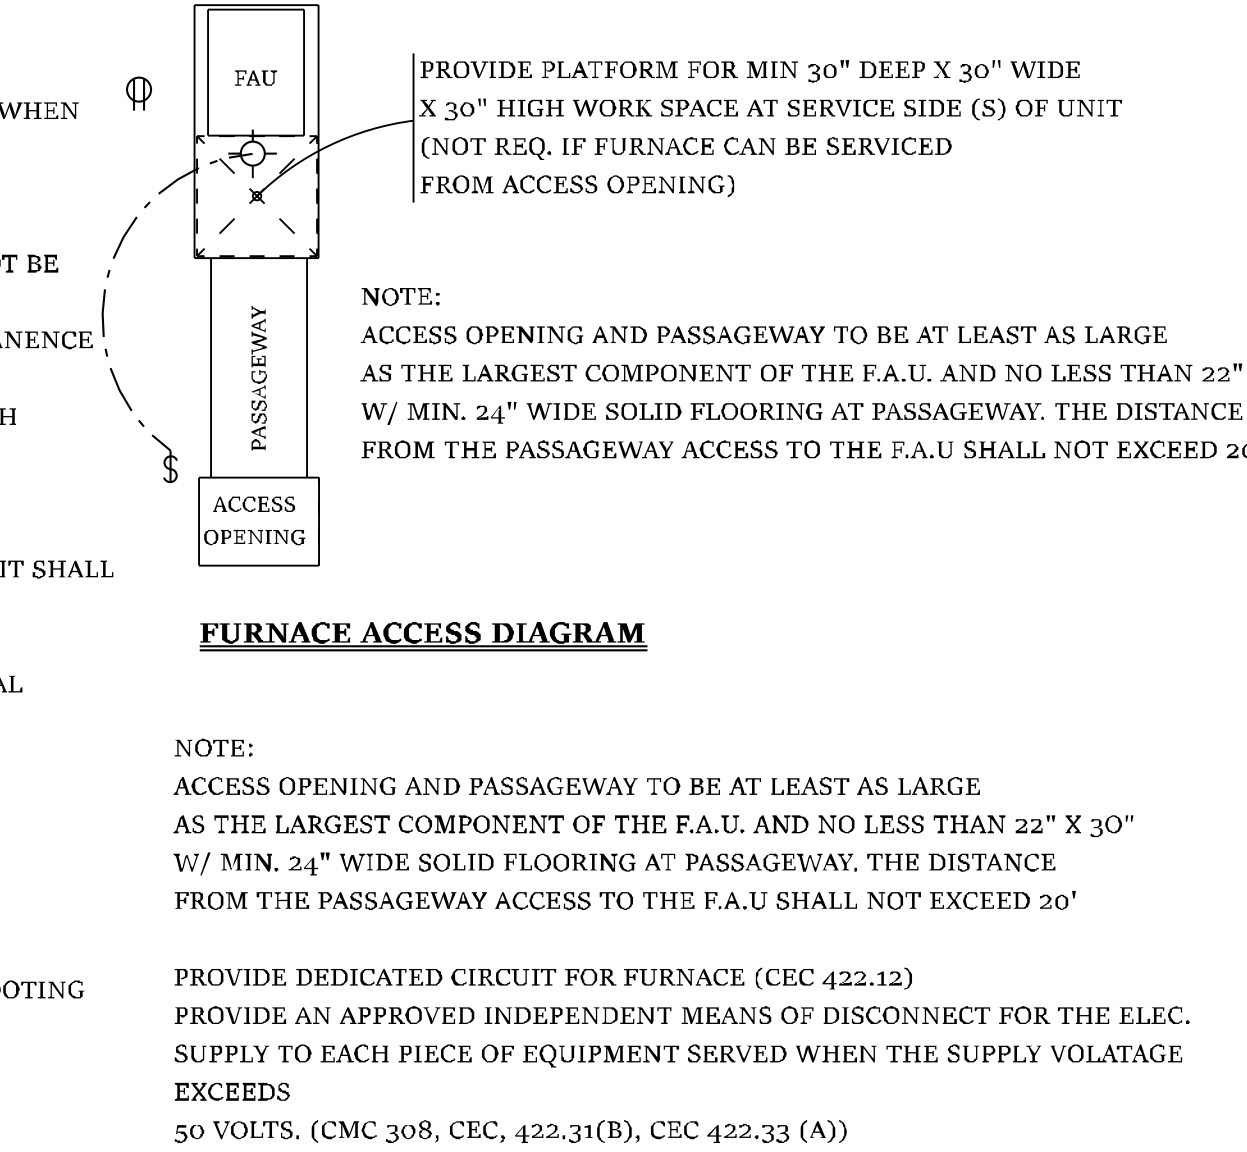 WHEN
OT BE
ANENCE
H
IT SHALL
AL
OOTING
FAU
PROVIDE PLATFORM FOR MIN 30" DEEP X 30" WIDE
X 30" HIGH WORK SPACE AT SERVICE SIDE (S) OF UNIT
(NOT REQ. IF FURNACE CAN BE SERVICED
FROM ACCESS OPENING)
PASSAGEWAY
$
ACCESS
OPENING
NOTE:
ACCESS OPENING AND PASSAGEWAY TO BE AT LEAST AS LARGE
AS THE LARGEST COMPONENT OF THE F.A.U. AND NO LESS THAN 22"
W/ MIN. 24" WIDE SOLID FLOORING AT PASSAGEWAY. THE DISTANCE
FROM THE PASSAGEWAY ACCESS TO THE F.A.U SHALL NOT EXCEED 20
FURNACE ACCESS DIAGRAM
NOTE:
ACCESS OPENING AND PASSAGEWAY TO BE AT LEAST AS LARGE
AS THE LARGEST COMPONENT OF THE F.A.U. AND NO LESS THAN 22" X 30"
W/ MIN. 24" WIDE SOLID FLOORING AT PASSAGEWAY. THE DISTANCE
FROM THE PASSAGEWAY ACCESS TO THE F.A.U SHALL NOT EXCEED 20'
PROVIDE DEDICATED CIRCUIT FOR FURNACE (CEC 422.12)
PROVIDE AN APPROVED INDEPENDENT MEANS OF DISCONNECT FOR THE ELEC.
SUPPLY TO EACH PIECE OF EQUIPMENT SERVED WHEN THE SUPPLY VOLATAGE
EXCEEDS
50 VOLTS. (CMC 308, CEC, 422.31(B), CEC 422.33 (A))